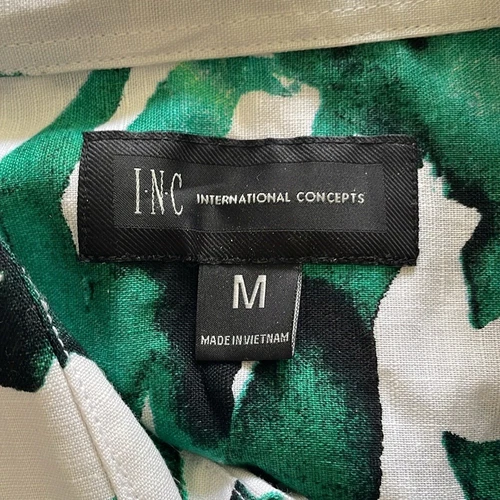 I·N·C INTERNATIONAL CONCEPTS
M
MADE IN VIETNAM